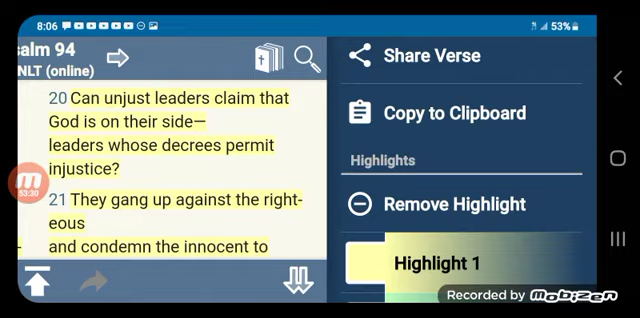 8:06
53%
alm 94
NLT (online)
20 Can unjust leaders claim that
God is on their side—
leaders whose decrees permit
injustice?
21 They gang up against the right-
eous
and condemn the innocent to
53:30
Share Verse
Copy to Clipboard
Highlights
Remove Highlight
Highlight 1
Recorded by Mobizen